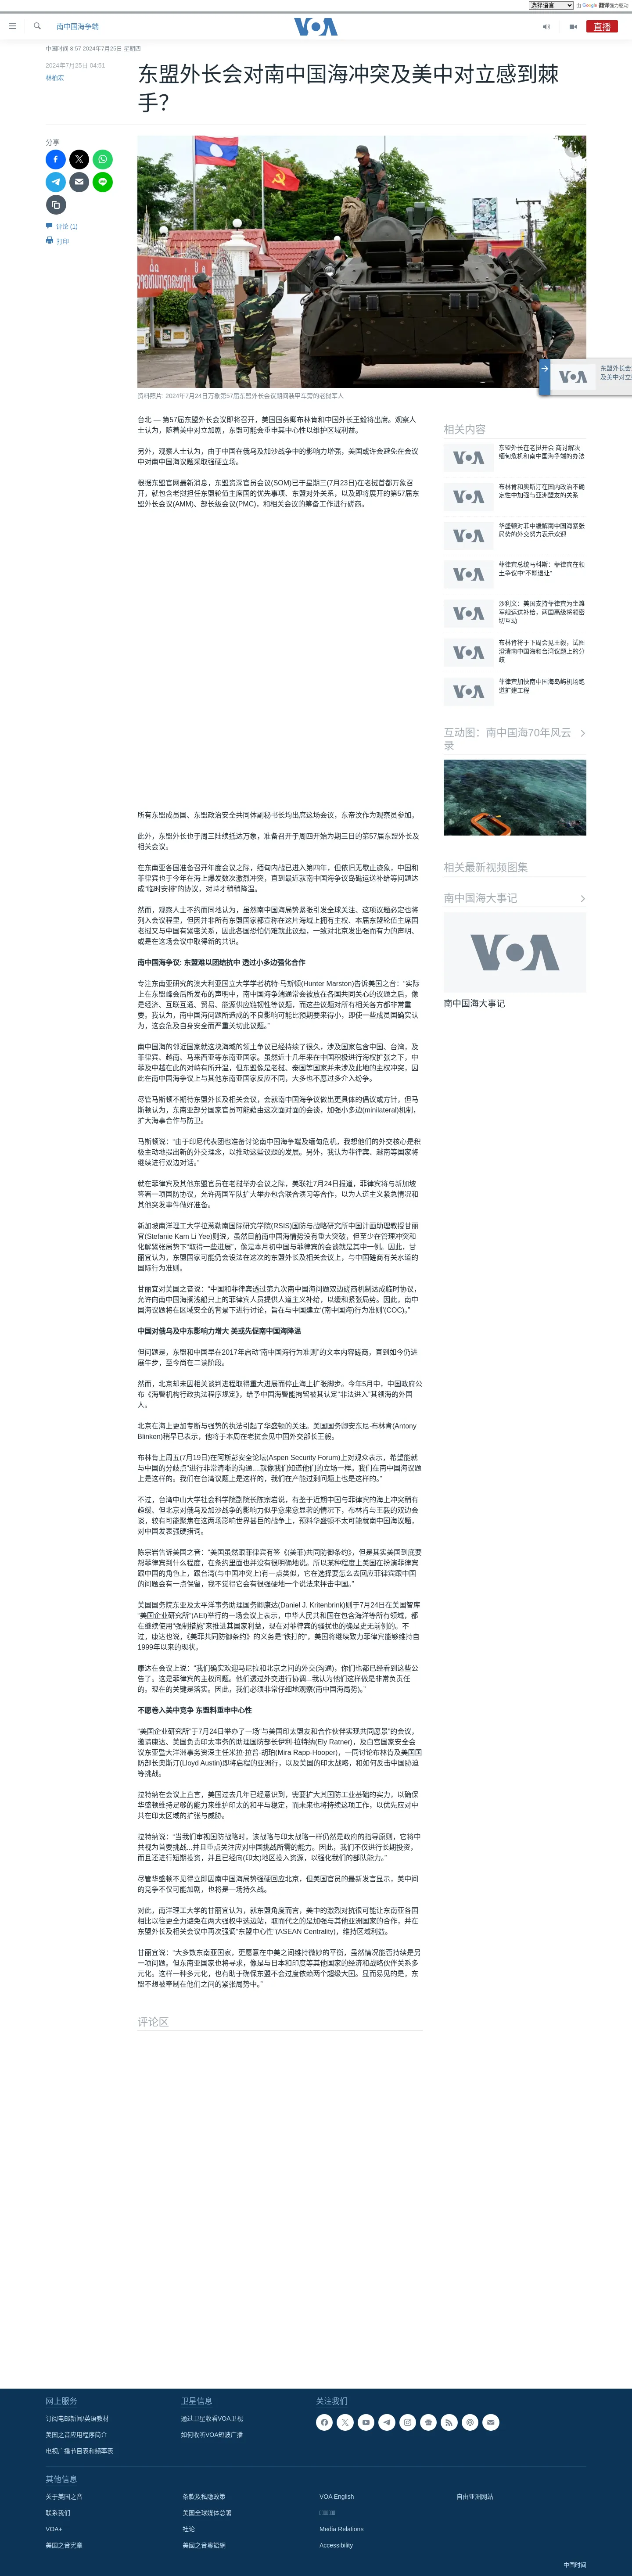 选择语言 由 Google 翻译强力驱动
南中国海争端
VOA
直播
中国时间 8:57 2024年7月25日 星期四
2024年7月25日 04:51
林柏宏
东盟外长会对南中国海冲突及美中对立感到棘
手?
分享
评论 (1)
打印
资料照片: 2024年7月24日万象第57届东盟外长会议期间装甲车旁的老挝军人
台北 — 第57届东盟外长会议即将召开，美国国务卿布林肯和中国外长王毅将出席。观察人
士认为，随着美中对立加剧，东盟可能会重申其中心性以维护区域利益。
另外，观察人士认为，由于中国在俄乌及加沙战争中的影响力增强、美国或许会避免在会议
中对南中国海议题采取强硬立场。
根据东盟官网最新消息，东盟资深官员会议(SOM)已于星期三(7月23日)在老挝首都万象召
开，就包含老挝担任东盟轮值主席国的优先事项、东盟对外关系，以及即将展开的第57届东
盟外长会议(AMM)、部长级会议(PMC)，和相关会议的筹备工作进行磋商。
所有东盟成员国、东盟政治安全共同体副秘书长均出席这场会议，东帝汶作为观察员参加。
此外，东盟外长也于周三陆续抵达万象，准备召开于周四开始为期三日的第57届东盟外长及
相关会议。
在东南亚各国准备召开年度会议之际，缅甸内战已进入第四年，但依旧无歇止迹象，中国和
菲律宾也于今年在海上爆发数次激烈冲突，直到最近就南中国海争议岛礁运送补给等问题达
成“临时安排”的协议，对峙才稍稍降温。
然而，观察人士不约而同地认为，虽然南中国海局势紧张引发全球关注、这项议题必定也将
列入会议程里，但因并非所有东盟国家都宣称在这片海域上拥有主权、本届东盟轮值主席国
老挝又与中国有紧密关系，因此各国恐怕仍难就此议题，一致对北京发出强而有力的声明、
或是在这场会议中取得新的共识。
南中国海争议: 东盟难以团结抗中 透过小多边强化合作
专注东南亚研究的澳大利亚国立大学学者杭特·马斯顿(Hunter Marston)告诉美国之音：“实际
上在东盟峰会后所发布的声明中，南中国海争端通常会被放在各国共同关心的议题之后，像
是经济、互联互通、贸易、能源供应链韧性等议题，而这些议题对所有相关各方都非常重
要。我认为，南中国海问题所造成的不良影响可能比预期要来得小，即使一些成员国确实认
为，这会危及自身安全而严重关切此议题。”
南中国海的邻近国家就这块海域的领土争议已经持续了很久，涉及国家包含中国、台湾，及
菲律宾、越南、马来西亚等东南亚国家。虽然近十几年来在中国积极进行海权扩张之下，中
菲及中越在此的对峙有所升温，但东盟像是老挝、泰国等国家并未涉及此地的主权冲突，因
此在南中国海争议上与其他东南亚国家反应不同，大多也不愿过多介入纷争。
尽管马斯顿不期待东盟外长及相关会议，会就南中国海争议做出更具体的倡议或方针，但马
斯顿认为，东南亚部分国家官员可能藉由这次面对面的会谈，加强小多边(minilateral)机制，
扩大海事合作与防卫。
马斯顿说：“由于印尼代表团也准备讨论南中国海争端及缅甸危机，我想他们的外交核心是积
极主动地提出新的外交理念，以推动这些议题的发展。另外，我认为菲律宾、越南等国家将
继续进行双边对话。”
就在菲律宾及其他东盟官员在老挝举办会议之际，美联社7月24日报道，菲律宾将与新加坡
签署一项国防协议，允许两国军队扩大举办包含联合演习等合作，以为人道主义紧急情况和
其他突发事件做好准备。
新加坡南洋理工大学拉惹勒南国际研究学院(RSIS)国防与战略研究所中国计画助理教授甘丽
宜(Stefanie Kam Li Yee)则说，虽然目前南中国海情势没有重大突破，但至少在管理冲突和
化解紧张局势下“取得一些进展”，像是本月初中国与菲律宾的会谈就是其中一例。因此，甘
丽宜认为，东盟国家可能仍会设法在这次的东盟外长及相关会议上，与中国磋商有关水道的
国际行为准则。
甘丽宜对美国之音说：“中国和菲律宾透过第九次南中国海问题双边磋商机制达成临时协议，
允许向南中国海搁浅船只上的菲律宾人员提供人道主义补给，以缓和紧张局势。因此，南中
国海议题将在区域安全的背景下进行讨论，旨在与中国建立‘(南中国海)行为准则’(COC)。”
中国对俄乌及中东影响力增大 美或先促南中国海降温
但问题是，东盟和中国早在2017年启动“南中国海行为准则”的文本内容磋商，直到如今仍进
展牛步，至今尚在二读阶段。
然而，北京却未因相关谈判进程取得重大进展而停止海上扩张脚步。今年5月中，中国政府公
布《海警机构行政执法程序规定》，给予中国海警能拘留被其认定“非法进入”其领海的外国
人。
北京在海上更加专断与强势的执法引起了华盛顿的关注。美国国务卿安东尼·布林肯(Antony
Blinken)稍早已表示，他将于本周在老挝会见中国外交部长王毅。
布林肯上周五(7月19日)在阿斯彭安全论坛(Aspen Security Forum)上对观众表示，希望能就
与中国的分歧点“进行非常清晰的沟通....就像我们知道他们的立场一样。我们在南中国海议题
上是这样的。我们在台湾议题上是这样的，我们在产能过剩问题上也是这样的。”
不过，台湾中山大学社会科学院副院长陈宗岩说，有鉴于近期中国与菲律宾的海上冲突稍有
趋缓、但北京对俄乌及加沙战争的影响力似乎愈来愈显著的情况下，布林肯与王毅的双边会
谈，较有可能聚焦在这两场影响世界甚巨的战争上，预料华盛顿不太可能就南中国海议题，
对中国发表强硬措词。
陈宗岩告诉美国之音：“美国虽然跟菲律宾有签《(美菲)共同防御条约》，但是其实美国到底要
帮菲律宾到什么程度，在条约里面也并没有很明确地说。所以某种程度上美国在扮演菲律宾
跟中国的角色上，跟台湾(与中国冲突上)有一点类似，它在选择要怎么去回应菲律宾跟中国
的问题会有一点保留，我不觉得它会有很强硬地一个说法来抨击中国。”
美国国务院东亚及太平洋事务助理国务卿康达(Daniel J. Kritenbrink)则于7月24日在美国智库
“美国企业研究所”(AEI)举行的一场会议上表示，中华人民共和国在包含海洋等所有领域，都
在继续使用“强制措施”来推进其国家利益，现在对菲律宾的骚扰也的确是史无前例的。不
过，康达也说，《美菲共同防御条约》的义务是“铁打的”，美国将继续致力菲律宾能够维持自
1999年以来的现状。
康达在会议上说：“我们确实欢迎马尼拉和北京之间的外交(沟通)，你们也都已经看到这些公
告了。这是菲律宾的主权问题。他们透过外交进行协调...我认为他们这样做是非常负责任
的。现在的关键是落实。因此，我们必须非常仔细地观察(南中国海局势)。”
不愿卷入美中竞争 东盟料重申中心性
“美国企业研究所”于7月24日举办了一场“与美国印太盟友和合作伙伴实现共同愿景”的会议，
邀请康达、美国负责印太事务的助理国防部长伊利·拉特纳(Ely Ratner)，及白宫国家安全会
议东亚暨大洋洲事务资深主任米拉·拉普-胡珀(Mira Rapp-Hooper)，一同讨论布林肯及美国国
防部长奥斯汀(Lloyd Austin)即将启程的亚洲行，以及美国的印太战略，和如何反击中国胁迫
等挑战。
拉特纳在会议上直言，美国过去几年已经意识到，需要扩大其国防工业基础的实力，以确保
华盛顿维持足够的能力来维护印太的和平与稳定，而未来也将持续这项工作，以优先应对中
共在印太区域的扩张与威胁。
拉特纳说：“当我们审视国防战略时，该战略与印太战略一样仍然是政府的指导原则，它将中
共视为首要挑战...并且重点关注应对中国挑战所需的能力。因此，我们不仅进行长期投资，
而且还进行短期投资，并且已经向(印太)地区投入资源，以强化我们的部队能力。”
尽管华盛顿不见得立即因南中国海局势强硬回应北京，但美国官员的最新发言显示，美中间
的竞争不仅可能加剧，也将是一场持久战。
对此，南洋理工大学的甘丽宜认为，就东盟角度而言，美中的激烈对抗很可能让东南亚各国
相比以往更全力避免在两大强权中选边站，取而代之的是加强与其他亚洲国家的合作，并在
东盟外长及相关会议中再次强调“东盟中心性”(ASEAN Centrality)，维持区域利益。
甘丽宜说：“大多数东南亚国家，更愿意在中美之间维持微妙的平衡，虽然情况能否持续是另
一项问题。但东南亚国家也将寻求，像是与日本和印度等其他国家的经济和战略伙伴关系多
元化。这样一种多元化，也有助于确保东盟不会过度依赖两个超级大国。显而易见的是，东
盟不想被牵制在他们之间的紧张局势中。”
评论区
东盟外长会
及美中对立
相关内容
东盟外长在老挝开会 商讨解决
缅甸危机和南中国海争端的办法
布林肯和奥斯汀在国内政治不确
定性中加强与亚洲盟友的关系
华盛顿对菲中缓解南中国海紧张
局势的外交努力表示欢迎
菲律宾总统马科斯：菲律宾在领
土争议中“不能退让”
沙利文：美国支持菲律宾为坐滩
军舰运送补给，两国高级将领密
切互动
布林肯将于下周会见王毅，试图
澄清南中国海和台湾议题上的分
歧
菲律宾加快南中国海岛屿机场跑
道扩建工程
互动图：南中国海70年风云
录
相关最新视频图集
南中国海大事记
VOA
南中国海大事记
网上服务
订阅电邮新闻/英语教材
美国之音应用程序简介
电视广播节目表和频率表
卫星信息
通过卫星收看VOA卫视
如何收听VOA短波广播
关注我们
其他信息
关于美国之音
联系我们
VOA+
美国之音宪章
条款及私隐政策
美国全球媒体总署
社论
美國之音粵語網
VOA English
Media Relations
Accessibility
自由亚洲网站
中国时间